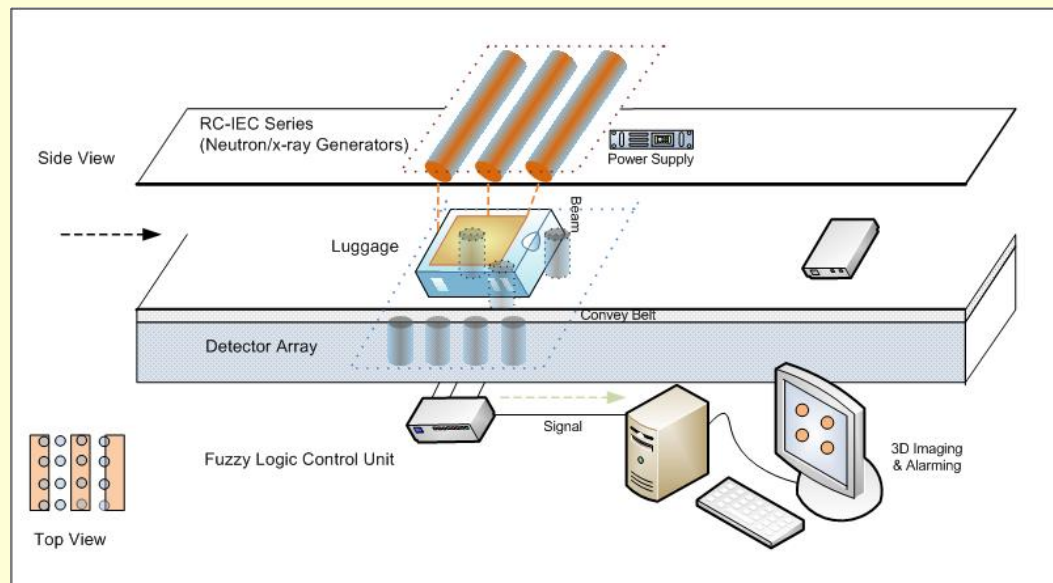 RC-IEC Series
(Neutron/x-ray Generators)
Power Supply
Side View
Beam
Luggage
Convey Belt
Detector Array
Signal
Fuzzy Logic Control Unit
3D Imaging
& Alarming
Top View